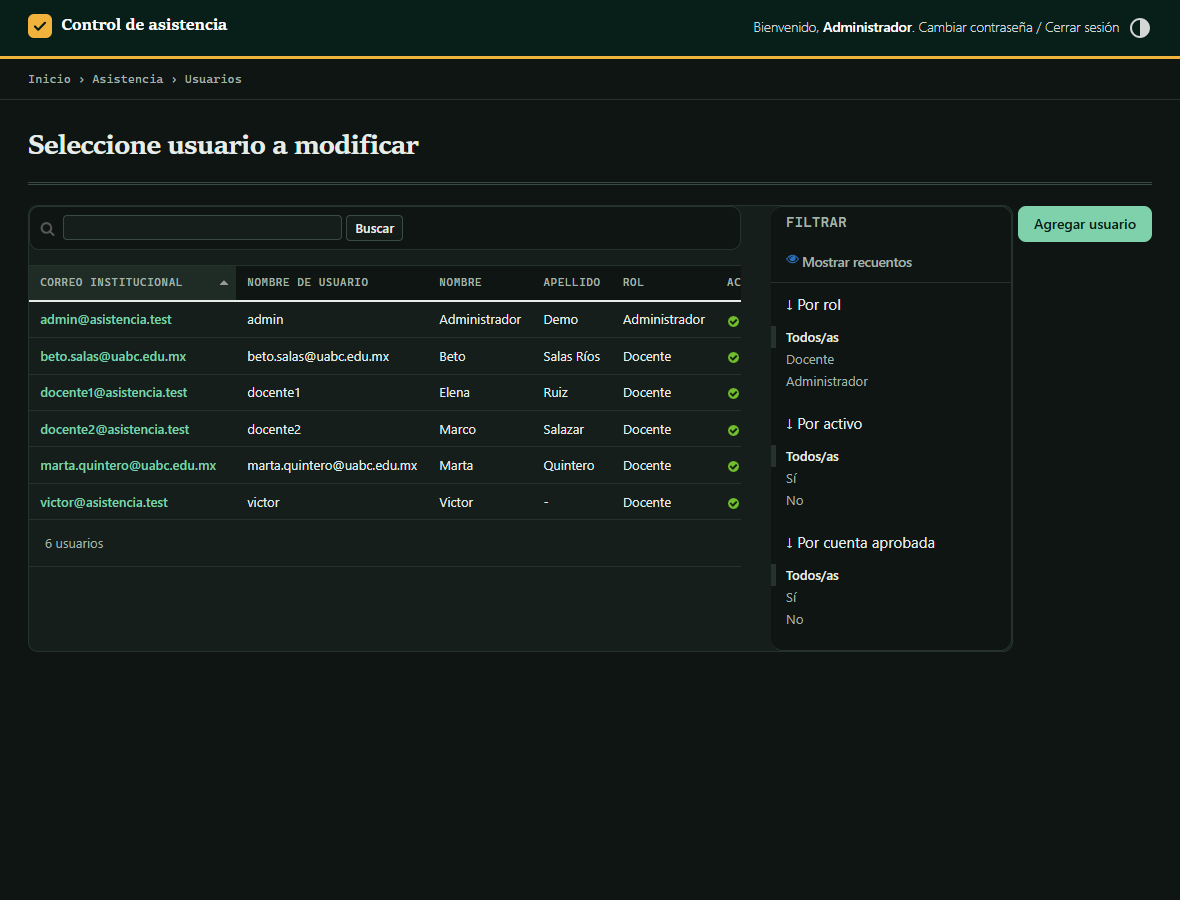 Control de asistencia
Bienvenido, Administrador. Cambiar contraseña / Cerrar sesión
Inicio › Asistencia › Usuarios
Seleccione usuario a modificar
Buscar
Agregar usuario
CORREO INSTITUCIONAL NOMBRE DE USUARIO NOMBRE APELLIDO ROL AC
admin@asistencia.test admin Administrador Demo Administrador
beto.salas@uabc.edu.mx beto.salas@uabc.edu.mx Beto Salas Ríos Docente
docente1@asistencia.test docente1 Elena Ruiz Docente
docente2@asistencia.test docente2 Marco Salazar Docente
marta.quintero@uabc.edu.mx marta.quintero@uabc.edu.mx Marta Quintero Docente
victor@asistencia.test victor Victor - Docente
6 usuarios
FILTRAR
Mostrar recuentos
↓ Por rol
Todos/as
Docente
Administrador
↓ Por activo
Todos/as
Sí
No
↓ Por cuenta aprobada
Todos/as
Sí
No